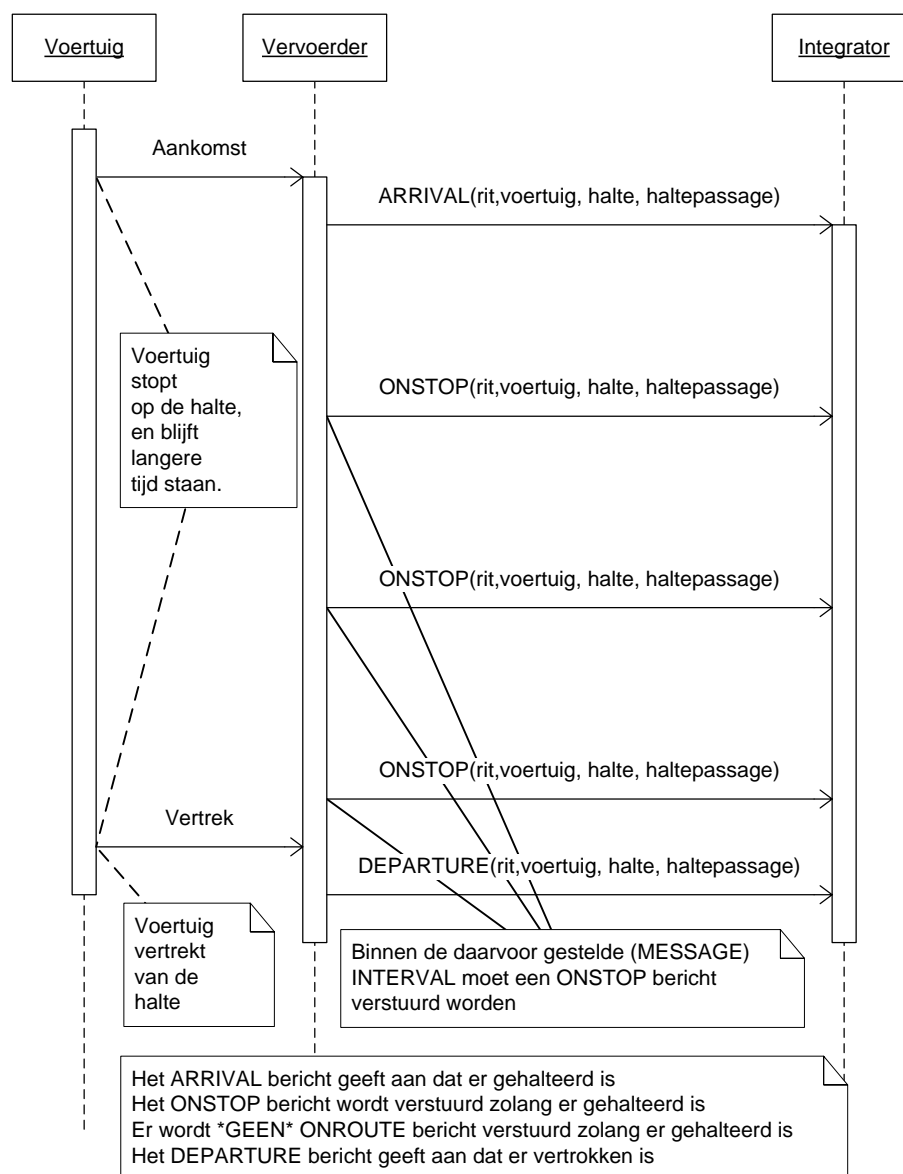 Voertuig
Vervoerder
Integrator
Aankomst
ARRIVAL(rit,voertuig, halte, haltepassage)
Voertuig
stopt
op de halte,
en blijft
langere
tijd staan.
ONSTOP(rit,voertuig, halte, haltepassage)
ONSTOP(rit,voertuig, halte, haltepassage)
ONSTOP(rit,voertuig, halte, haltepassage)
Vertrek
DEPARTURE(rit,voertuig, halte, haltepassage)
Voertuig
vertrekt
van de
halte
Binnen de daarvoor gestelde (MESSAGE)
INTERVAL moet een ONSTOP bericht
verstuurd worden
Het ARRIVAL bericht geeft aan dat er gehalteerd is
Het ONSTOP bericht wordt verstuurd zolang er gehalteerd is
Er wordt *GEEN* ONROUTE bericht verstuurd zolang er gehalteerd is
Het DEPARTURE bericht geeft aan dat er vertrokken is